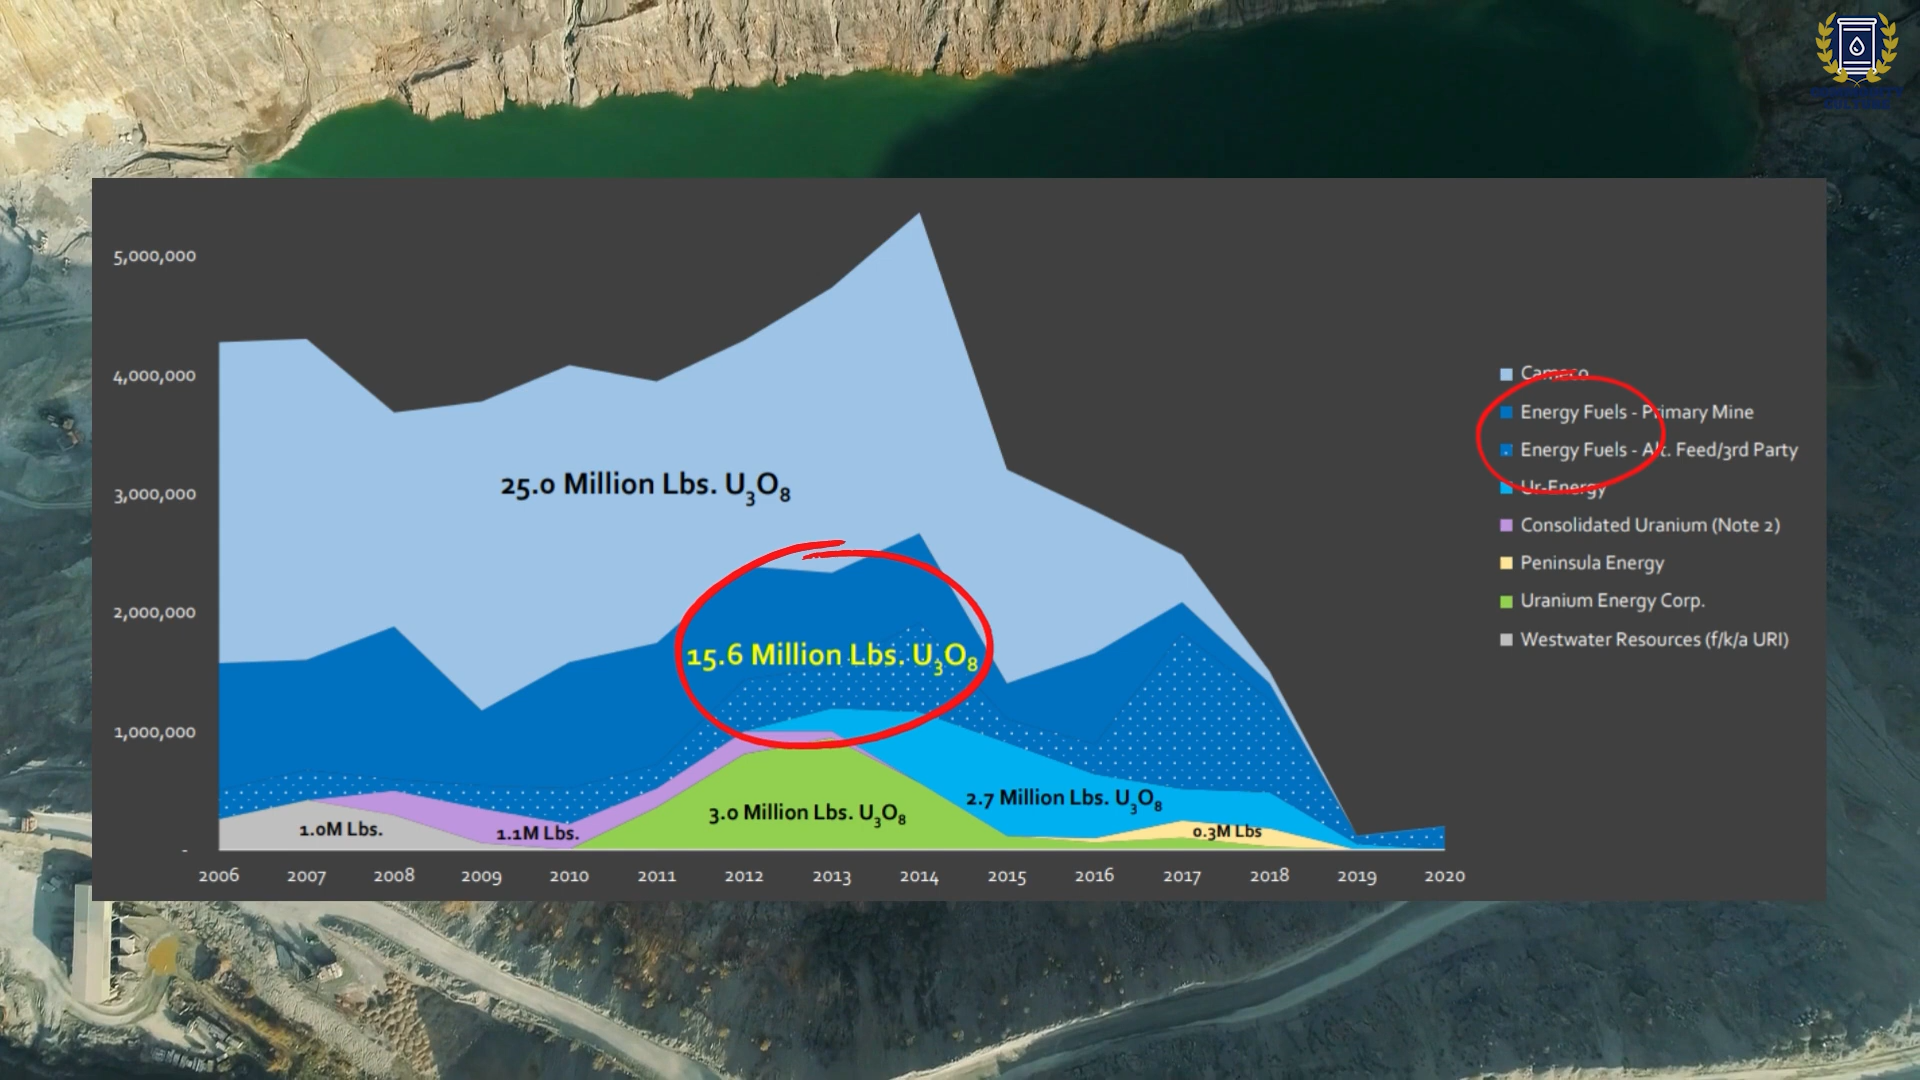 5,000,000
4,000,000
3,000,000
2,000,000
1,000,000
-
25.0 Million Lbs. U3O8
15.6 Million Lbs. U3O8
3.0 Million Lbs. U3O8
2.7 Million Lbs. U3O8
1.0M Lbs.
1.1M Lbs.
0.3M Lbs
2006 2007 2008 2009 2010 2011 2012 2013 2014 2015 2016 2017 2018 2019 2020
Cameco
Energy Fuels - Primary Mine
Energy Fuels - Alt. Feed/3rd Party
Ur-Energy
Consolidated Uranium (Note 2)
Peninsula Energy
Uranium Energy Corp.
Westwater Resources (f/k/a URI)